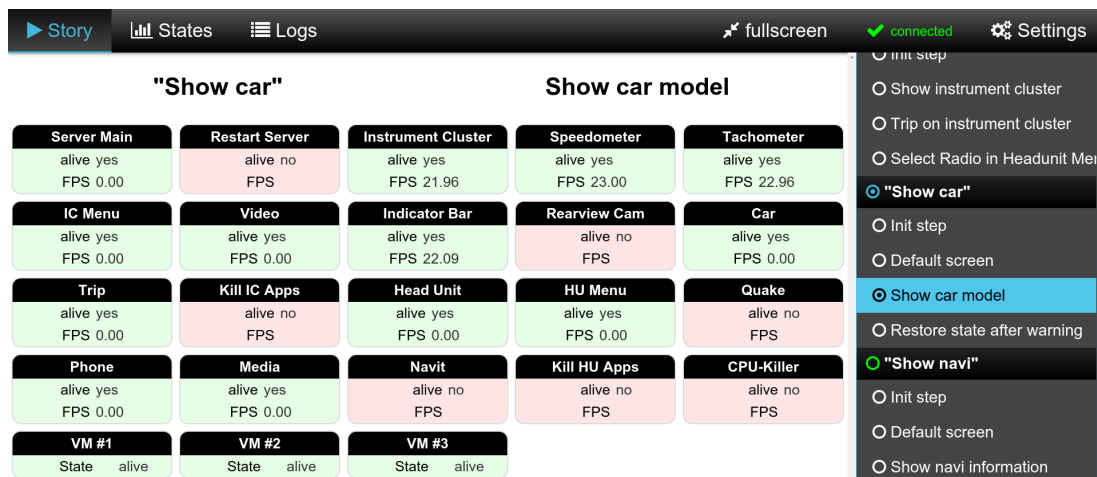 Story States Logs fullscreen connected Settings
"Show car" Show car model
Server Main Restart Server Instrument Cluster Speedometer Tachometer
alive yes alive no alive yes alive yes alive yes
FPS 0.00 FPS FPS 21.96 FPS 23.00 FPS 22.96
IC Menu Video Indicator Bar Rearview Cam Car
alive yes alive yes alive yes alive no alive yes
FPS 0.00 FPS 0.00 FPS 22.09 FPS FPS 0.00
Trip Kill IC Apps Head Unit HU Menu Quake
alive yes alive no alive yes alive yes alive no
FPS 0.00 FPS FPS 0.00 FPS 0.00 FPS
Phone Media Navit Kill HU Apps CPU-Killer
alive yes alive yes alive no alive no alive no
FPS 0.00 FPS 0.00 FPS FPS FPS
VM #1 VM #2 VM #3
State alive State alive State alive
Init step
Show instrument cluster
Trip on instrument cluster
Select Radio in Headunit Mer
"Show car"
Init step
Default screen
Show car model
Restore state after warning
"Show navi"
Init step
Default screen
Show navi information